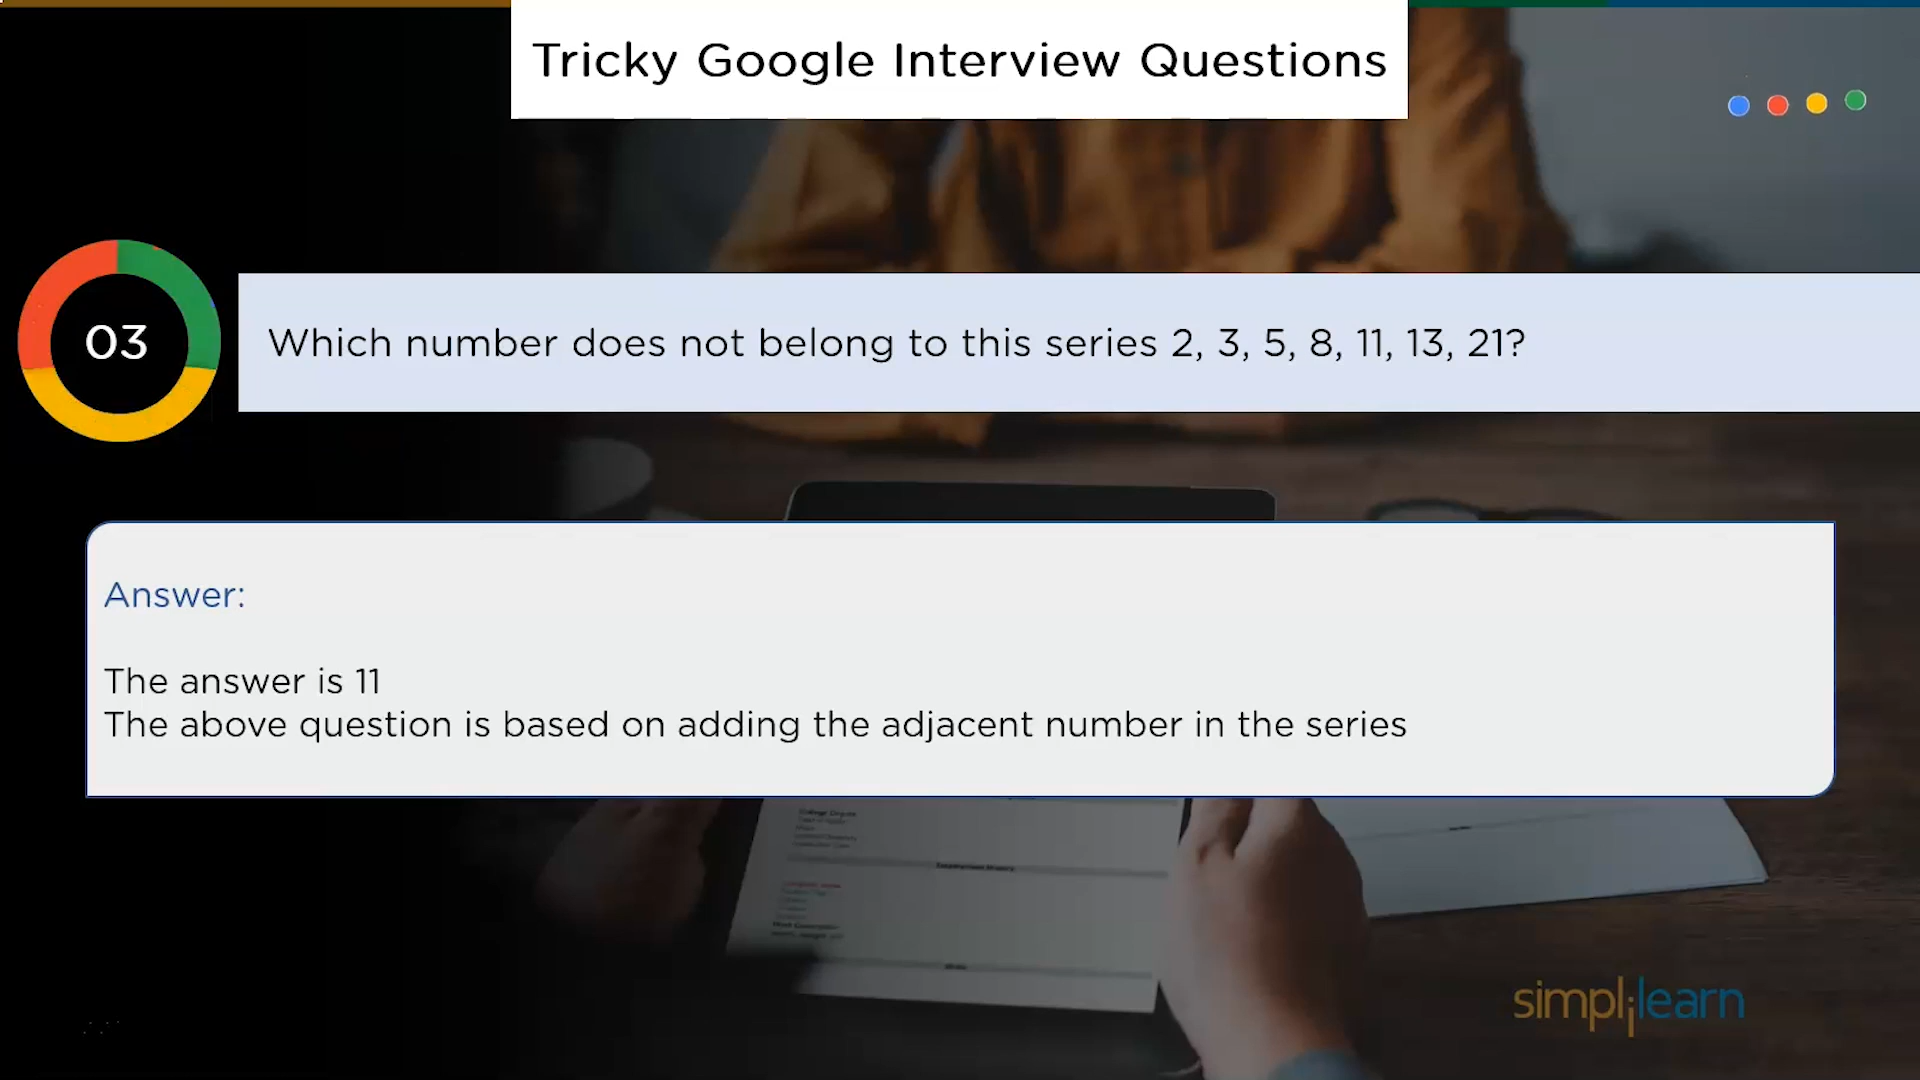 Tricky Google Interview Questions
03
Which number does not belong to this series 2, 3, 5, 8, 11, 13, 21?
Answer:
The answer is 11
The above question is based on adding the adjacent number in the series
simplilearn